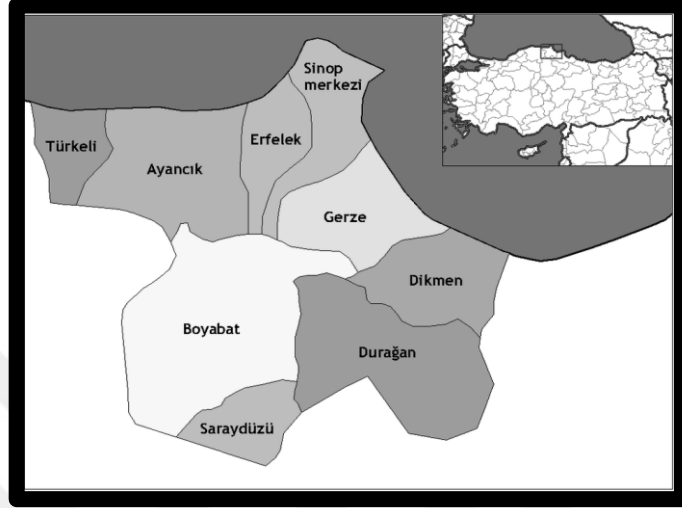 Sinop
merkezi
Türkeli
Ayancık
Erfelek
Gerze
Dikmen
Boyabat
Durağan
Saraydüzü